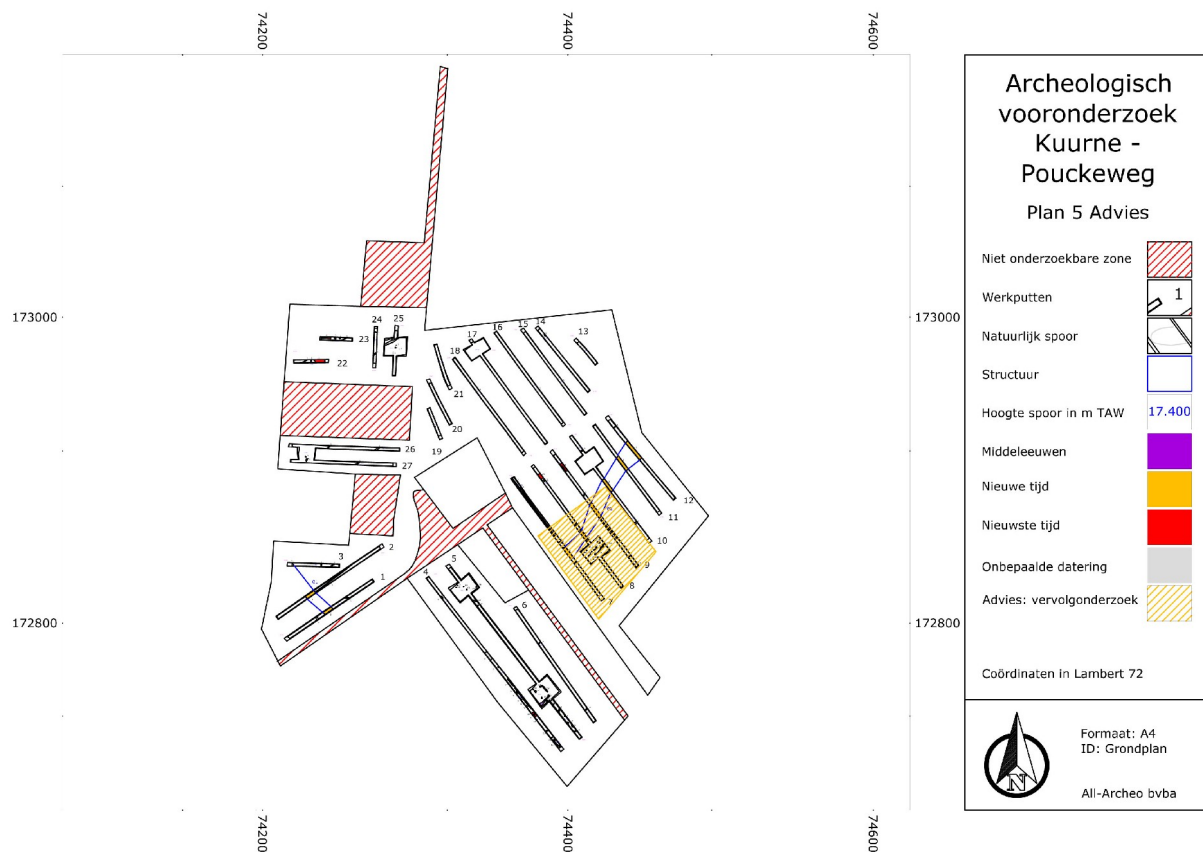 74200
74400
74600
173000
173000
172800
172800
74200
74400
74600
24
25
23
22
26
27
17
16
15
14
13
18
21
20
19
12
11
10
9
8
7
3
2
1
5
4
6
Archeologisch
vooronderzoek
Kuurne -
Pouckeweg
Plan 5 Advies
Niet onderzoekbare zone
Werkputten
1
Natuurlijk spoor
Structuur
Hoogte spoor in m TAW
17.400
Middeleeuwen
Nieuwe tijd
Nieuwste tijd
Onbepaalde datering
Advies: vervolgonderzoek
Coördinaten in Lambert 72
N
Formaat: A4
ID: Grondplan
All-Archeo bvba